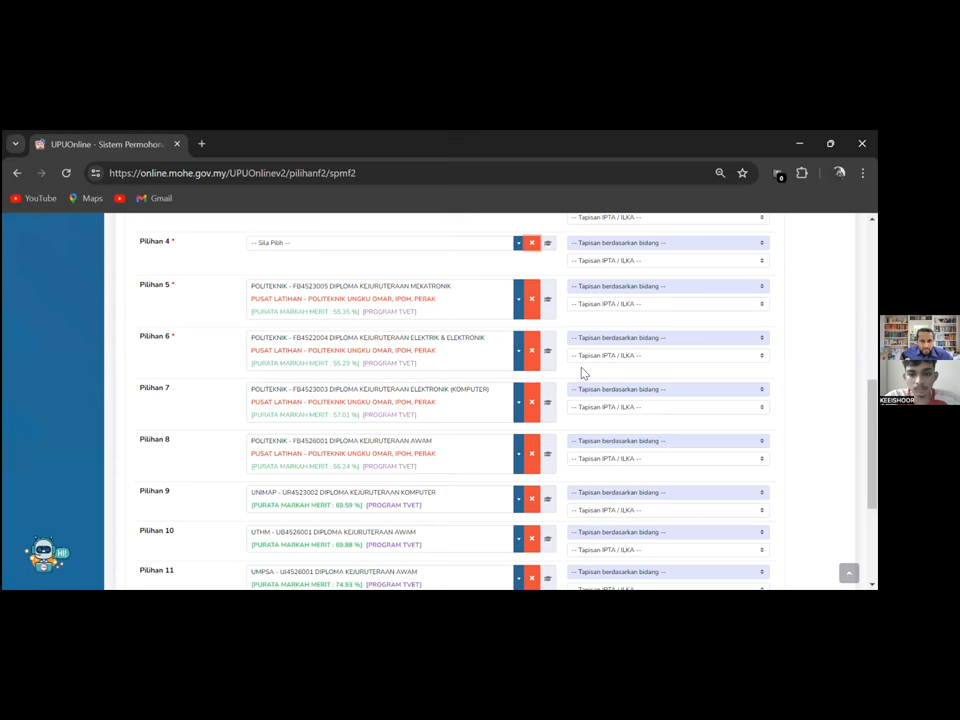 UPUOnline - Sistem Permohona
https://online.mohe.gov.my/UPUOnlinev2/pilihanf2/spmf2
0
YouTube
Maps
Gmail
-- Tapisan IPTA / ILKA --
Pilihan 4 *
-- Sila Pilih --
-- Tapisan berdasarkan bidang --
-- Tapisan IPTA / ILKA --
Pilihan 5 *
POLITEKNIK - FB4523005 DIPLOMA KEJURUTERAAN MEKATRONIK
PUSAT LATIHAN - POLITEKNIK UNGKU OMAR, IPOH, PERAK
[PURATA MARKAH MERIT : 55.15 %] [PROGRAM TVET]
-- Tapisan berdasarkan bidang --
-- Tapisan IPTA / ILKA --
Pilihan 6 *
POLITEKNIK - FB4522004 DIPLOMA KEJURUTERAAN ELEKTRIK & ELEKTRONIK
PUSAT LATIHAN - POLITEKNIK UNGKU OMAR, IPOH, PERAK
[PURATA MARKAH MERIT : 55.29 %] [PROGRAM TVET]
-- Tapisan berdasarkan bidang --
-- Tapisan IPTA / ILKA --
Pilihan 7
POLITEKNIK - FB4523003 DIPLOMA KEJURUTERAAN ELEKTRONIK (KOMPUTER)
PUSAT LATIHAN - POLITEKNIK UNGKU OMAR, IPOH, PERAK
[PURATA MARKAH MERIT : 57.01 %] [PROGRAM TVET]
-- Tapisan berdasarkan bidang --
-- Tapisan IPTA / ILKA --
Pilihan 8
POLITEKNIK - FB4526001 DIPLOMA KEJURUTERAAN AWAM
PUSAT LATIHAN - POLITEKNIK UNGKU OMAR, IPOH, PERAK
[PURATA MARKAH MERIT : 56.24 %] [PROGRAM TVET]
-- Tapisan berdasarkan bidang --
-- Tapisan IPTA / ILKA --
Pilihan 9
UNIMAP - UR4523002 DIPLOMA KEJURUTERAAN KOMPUTER
[PURATA MARKAH MERIT : 69.59 %] [PROGRAM TVET]
-- Tapisan berdasarkan bidang --
-- Tapisan IPTA / ILKA --
Pilihan 10
UTHM - UB4526001 DIPLOMA KEJURUTERAAN AWAM
[PURATA MARKAH MERIT : 69.88 %] [PROGRAM TVET]
-- Tapisan berdasarkan bidang --
-- Tapisan IPTA / ILKA --
Pilihan 11
UMPSA - UJ4526001 DIPLOMA KEJURUTERAAN AWAM
[PURATA MARKAH MERIT : 74.93 %] [PROGRAM TVET]
-- Tapisan berdasarkan bidang --
-- Tapisan IPTA / ILKA --
HI!
KEEISHOOR